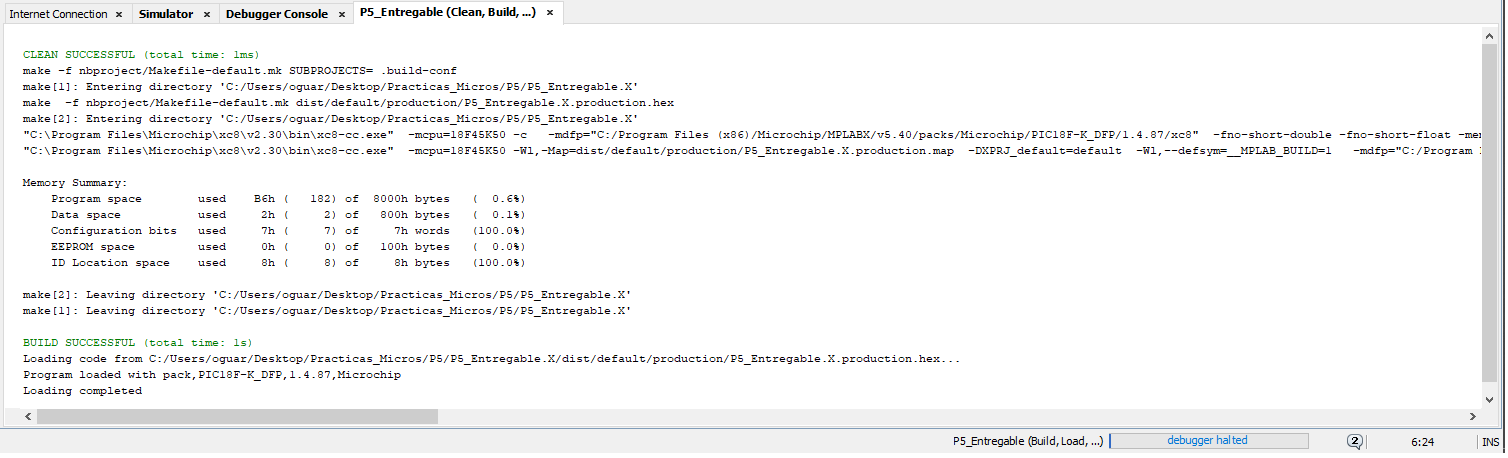 Internet Connection × Simulator × Debugger Console × P5_Entregable (Clean, Build, ...) ×
CLEAN SUCCESSFUL (total time: 1ms)
make -f nbproject/Makefile-default.mk SUBPROJECTS= .build-conf
make[1]: Entering directory 'C:/Users/oguar/Desktop/Practicas_Micros/P5/P5_Entregable.X'
make  -f nbproject/Makefile-default.mk dist/default/production/P5_Entregable.X.production.hex
make[2]: Entering directory 'C:/Users/oguar/Desktop/Practicas_Micros/P5/P5_Entregable.X'
"C:\Program Files\Microchip\xc8\v2.30\bin\xc8-cc.exe"  -mcpu=18F45K50 -c   -mdfp="C:/Program Files (x86)/Microchip/MPLABX/v5.40/packs/Microchip/PIC18F-K_DFP/1.4.87/xc8"  -fno-short-double -fno-short-float -mem
"C:\Program Files\Microchip\xc8\v2.30\bin\xc8-cc.exe"  -mcpu=18F45K50 -Wl,-Map=dist/default/production/P5_Entregable.X.production.map  -DXPRJ_default=default  -Wl,--defsym=__MPLAB_BUILD=1   -mdfp="C:/Program
Memory Summary:
    Program space        used    B6h (   182) of  8000h bytes   (  0.6%)
    Data space           used     2h (     2) of   800h bytes   (  0.1%)
    Configuration bits   used     7h (     7) of     7h words   (100.0%)
    EEPROM space         used     0h (     0) of   100h bytes   (  0.0%)
    ID Location space    used     8h (     8) of     8h bytes   (100.0%)
make[2]: Leaving directory 'C:/Users/oguar/Desktop/Practicas_Micros/P5/P5_Entregable.X'
make[1]: Leaving directory 'C:/Users/oguar/Desktop/Practicas_Micros/P5/P5_Entregable.X'
BUILD SUCCESSFUL (total time: 1s)
Loading code from C:/Users/oguar/Desktop/Practicas_Micros/P5/P5_Entregable.X/dist/default/production/P5_Entregable.X.production.hex...
Program loaded with pack,PIC18F-K_DFP,1.4.87,Microchip
Loading completed
P5_Entregable (Build, Load, ...) debugger halted 2 6:24 INS